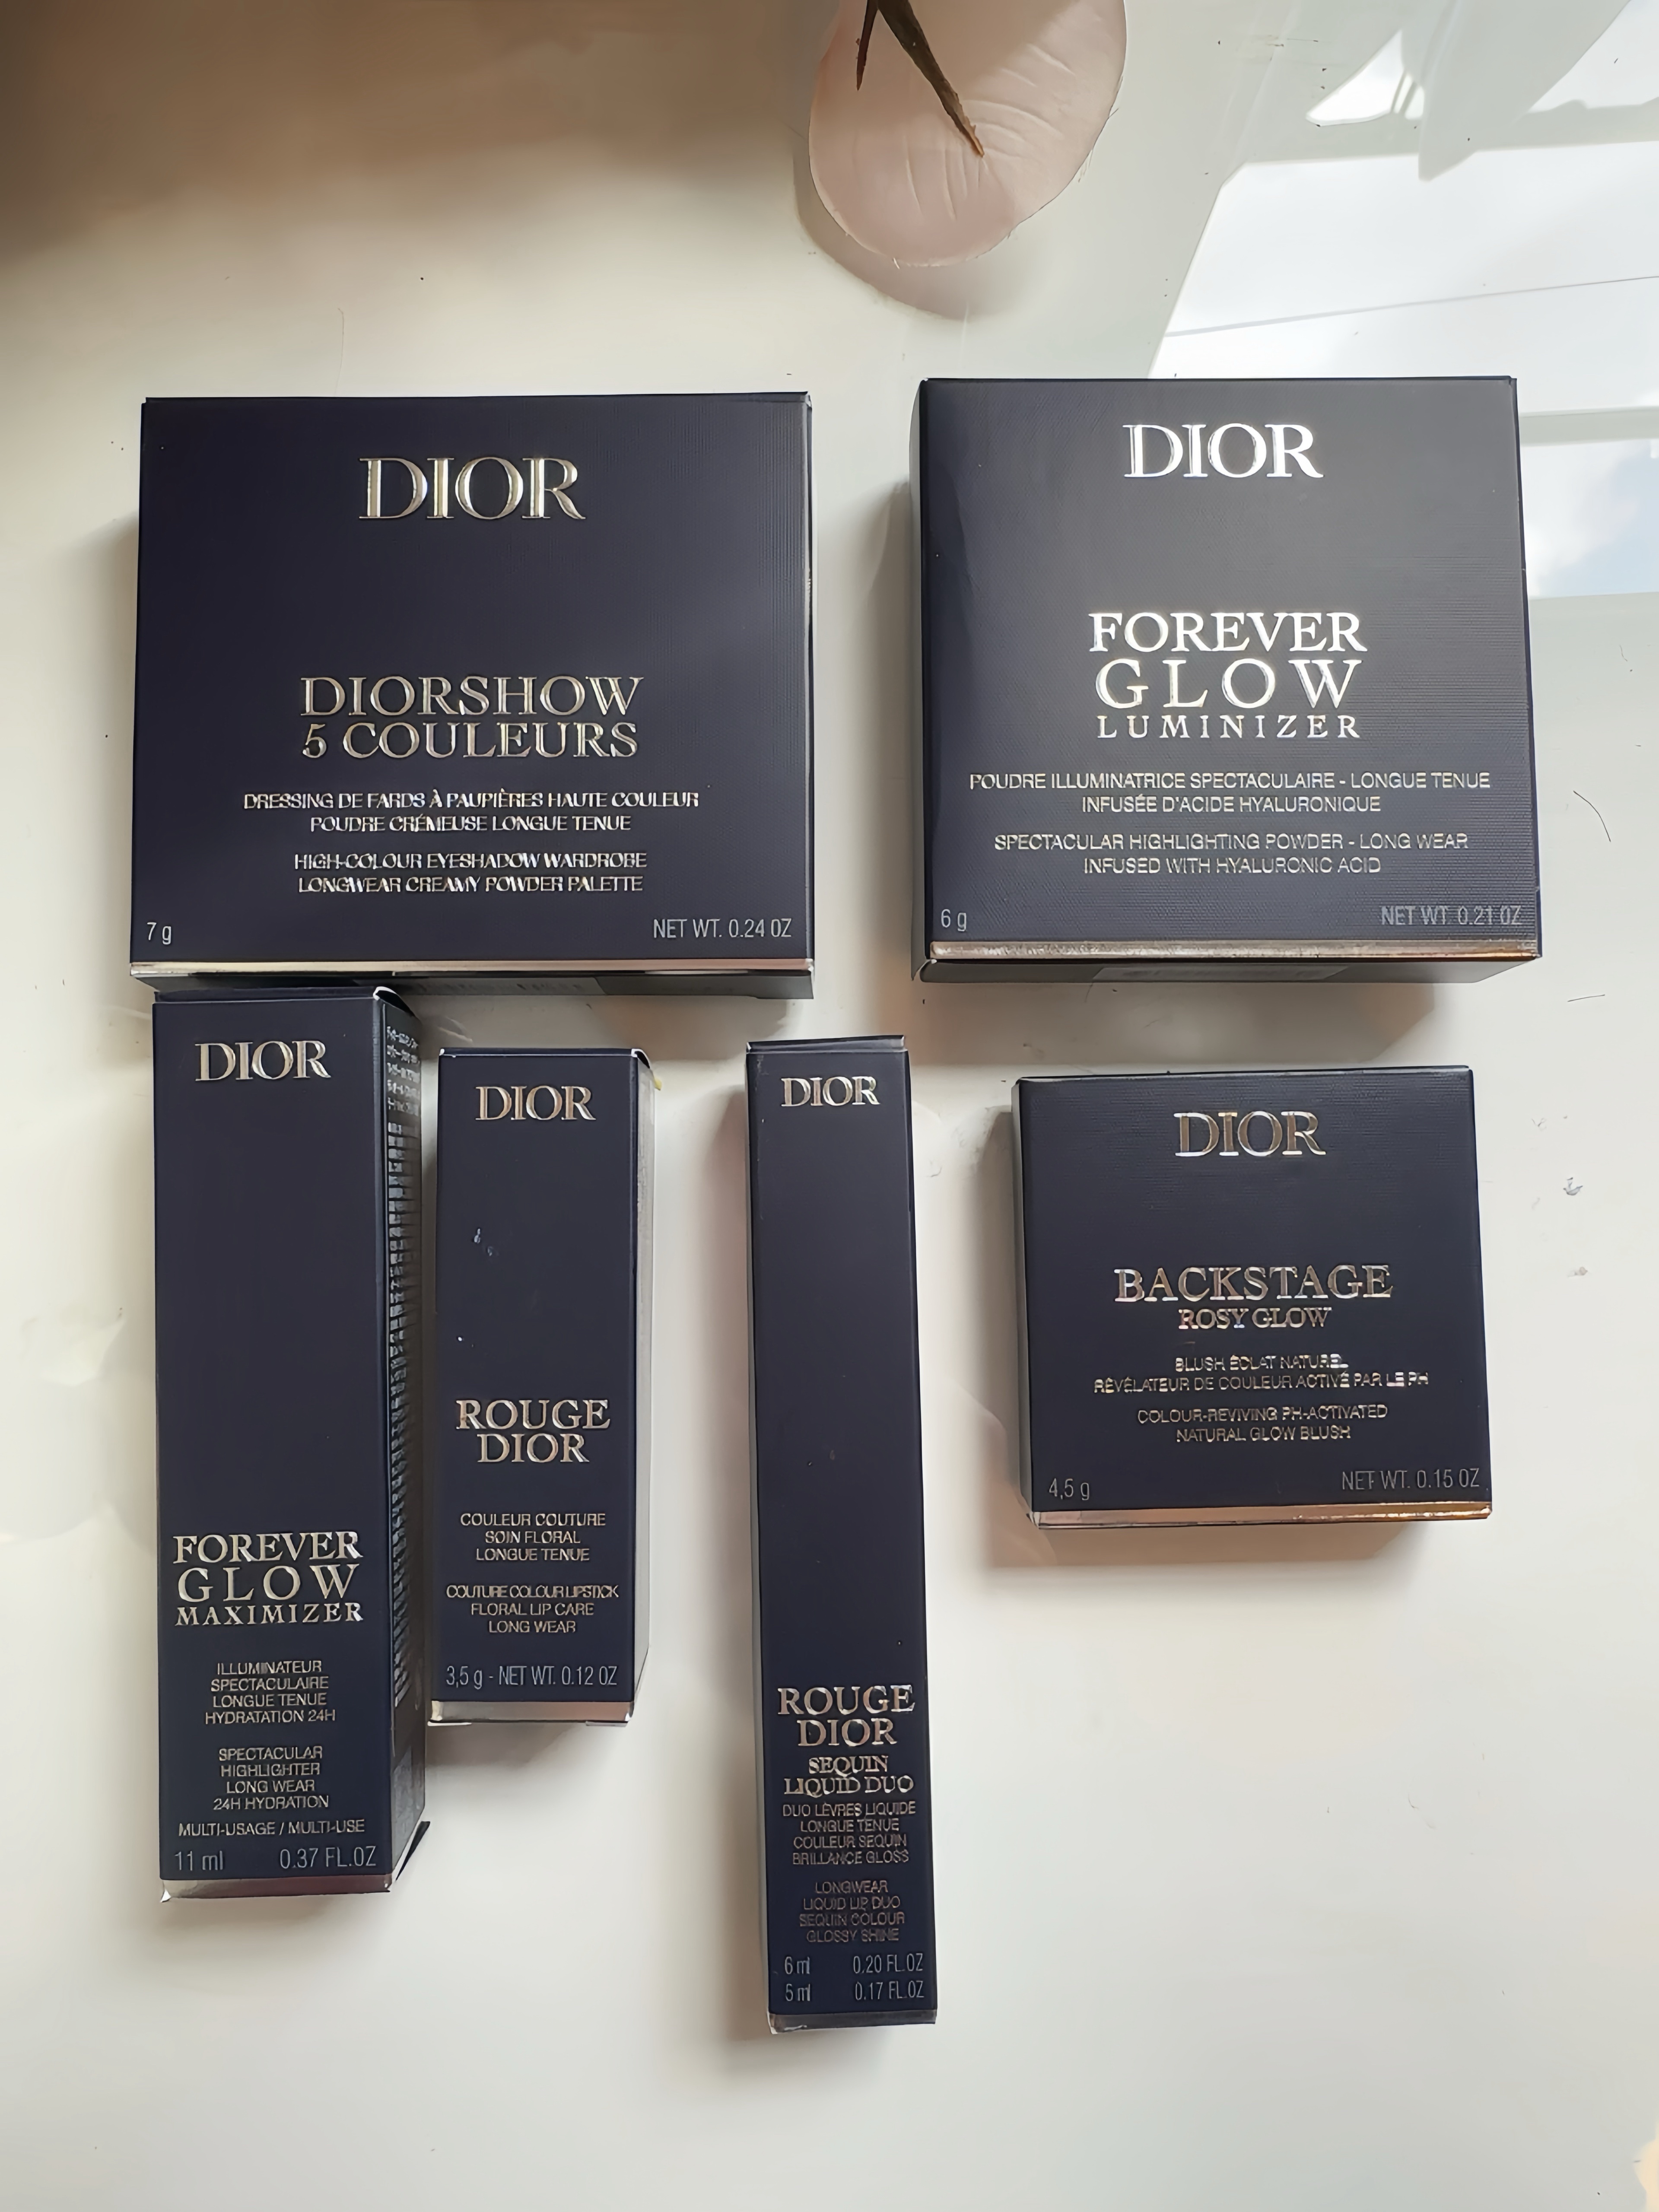 DIOR
DIORSHOW
5 COULEURS
DRESSING DE FARDS À PAUPIÈRES HAUTE COULEUR
POUDRE CRÉMEUSE LONGUE TENUE
HIGH-COLOUR EYESHADOW WARDROBE
LONGWEAR CREAMY POWDER PALETTE
7 g
NET WT. 0.24 OZ
DIOR
FOREVER
GLOW
LUMINIZER
POUDRE ILLUMINATRICE SPECTACULAIRE - LONGUE TENUE
INFUSÉE D'ACIDE HYALURONIQUE
SPECTACULAR HIGHLIGHTING POWDER - LONG WEAR
INFUSED WITH HYALURONIC ACID
6 g
NET WT. 0.21 OZ
DIOR
FOREVER
GLOW
MAXIMIZER
ILLUMINATEUR
SPECTACULAIRE
LONGUE TENUE
HYDRATATION 24H
SPECTACULAR
HIGHLIGHTER
LONG WEAR
24H HYDRATION
MULTI-USAGE / MULTI-USE
11 ml 0.37 FL.OZ
DIOR
ROUGE
DIOR
COULEUR COUTURE
SOIN FLORAL
LONGUE TENUE
COUTURE COLOUR LIPSTICK
FLORAL LIP CARE
LONG WEAR
3,5 g - NET WT. 0.12 OZ
DIOR
ROUGE
DIOR
SEQUIN
LIQUID DUO
DUO LÈVRES LIQUIDE
LONGUE TENUE
COULEUR SEQUIN
BRILLANCE GLOSS
LONGWEAR
LIQUID LIP DUO
SEQUIN COLOUR
GLOSSY SHINE
6 ml 0.20 FL.OZ
5 ml 0.17 FL.OZ
DIOR
BACKSTAGE
ROSY GLOW
BLUSH ÉCLAT NATUREL
RÉVÉLATEUR DE COULEUR ACTIVÉ PAR LE PH
COLOUR-REVIVING PH-ACTIVATED
NATURAL GLOW BLUSH
4,5 g
NET WT. 0.15 OZ